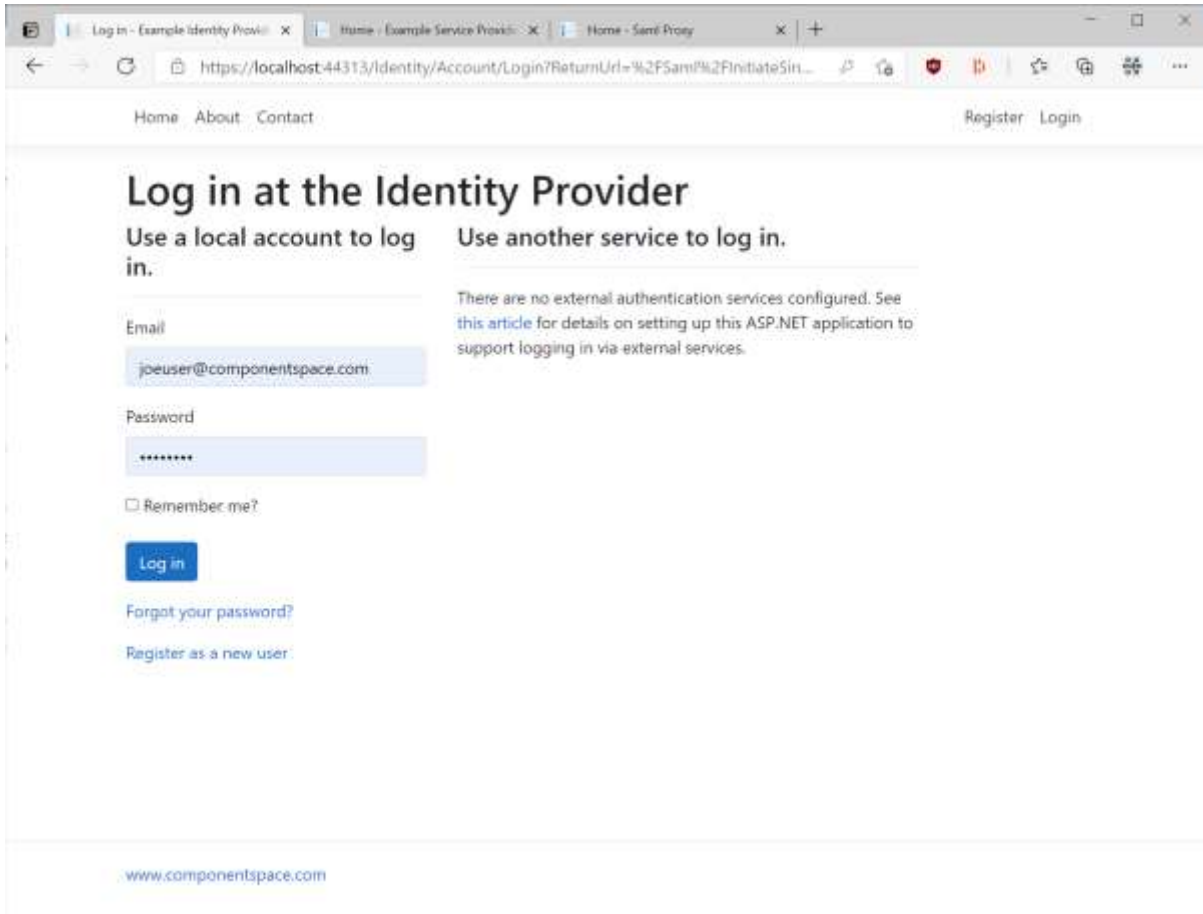 Log in - Example Identity Provid
Home - Example Service Provid
Home - Saml Proxy
https://localhost:44313/Identity/Account/Login?ReturnUrl=%2FSaml%2FInitiateSin...
Home About Contact
Register Login
Log in at the Identity Provider
Use a local account to log
in.
Email
joeuser@componentspace.com
Password
••••••••
Remember me?
Log in
Forgot your password?
Register as a new user
Use another service to log in.
There are no external authentication services configured. See
this article for details on setting up this ASP.NET application to
support logging in via external services.
www.componentspace.com